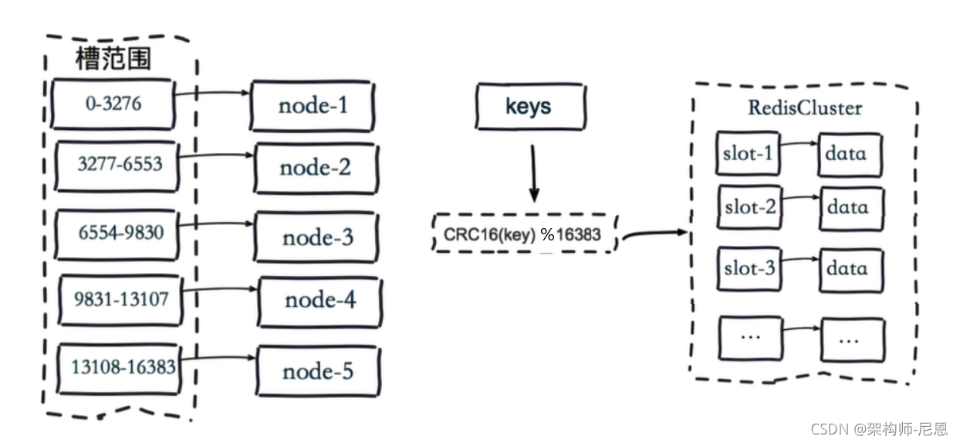 槽范围
0-3276
node-1
3277-6553
node-2
6554-9830
node-3
9831-13107
node-4
13108-16383
node-5
keys
CRC16(key) %16383
RedisCluster
slot-1
data
slot-2
data
slot-3
data
...
...
CSDN @架构师-尼恩